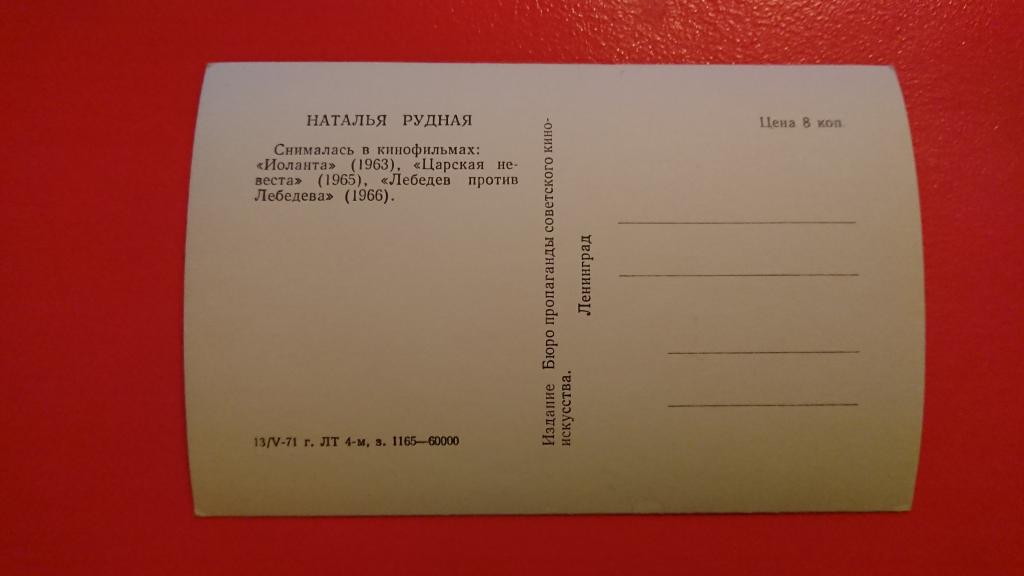 НАТАЛЬЯ РУДНАЯ
Снималась в кинофильмах:
«Иоланта» (1963), «Царская не-
веста» (1965), «Лебедев против
Лебедева» (1966).
13/V-71 г. ЛТ 4-м, з. 1165—60000
Издание Бюро пропаганды советского кино-
искусства.
Ленинград
Цена 8 коп.